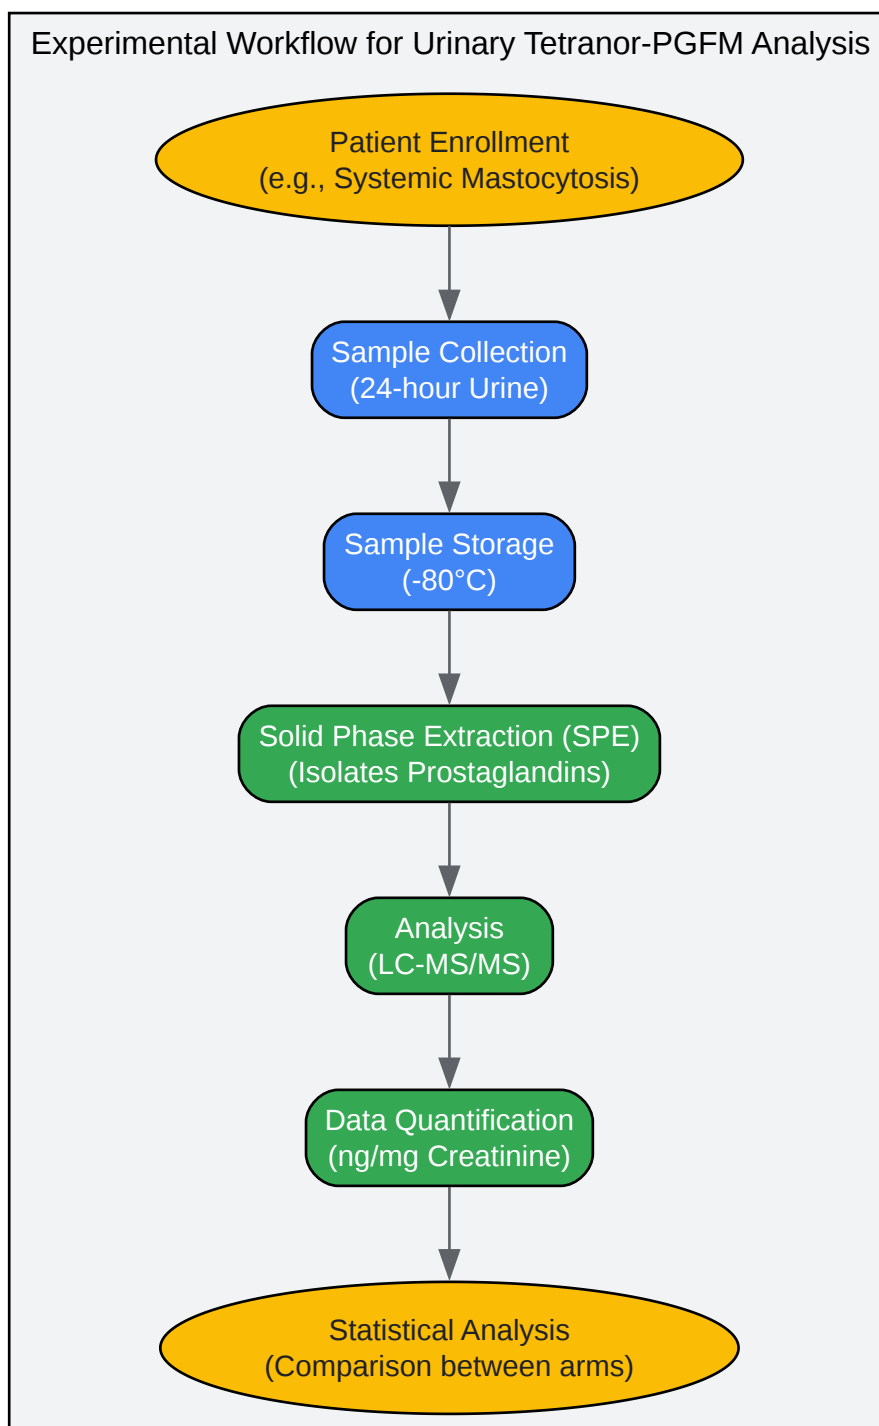 Experimental Workflow for Urinary Tetranor-PGFM Analysis
Patient Enrollment
(e.g., Systemic Mastocytosis)
Sample Collection
(24-hour Urine)
Sample Storage
(-80°C)
Solid Phase Extraction (SPE)
(Isolates Prostaglandins)
Analysis
(LC-MS/MS)
Data Quantification
(ng/mg Creatinine)
Statistical Analysis
(Comparison between arms)